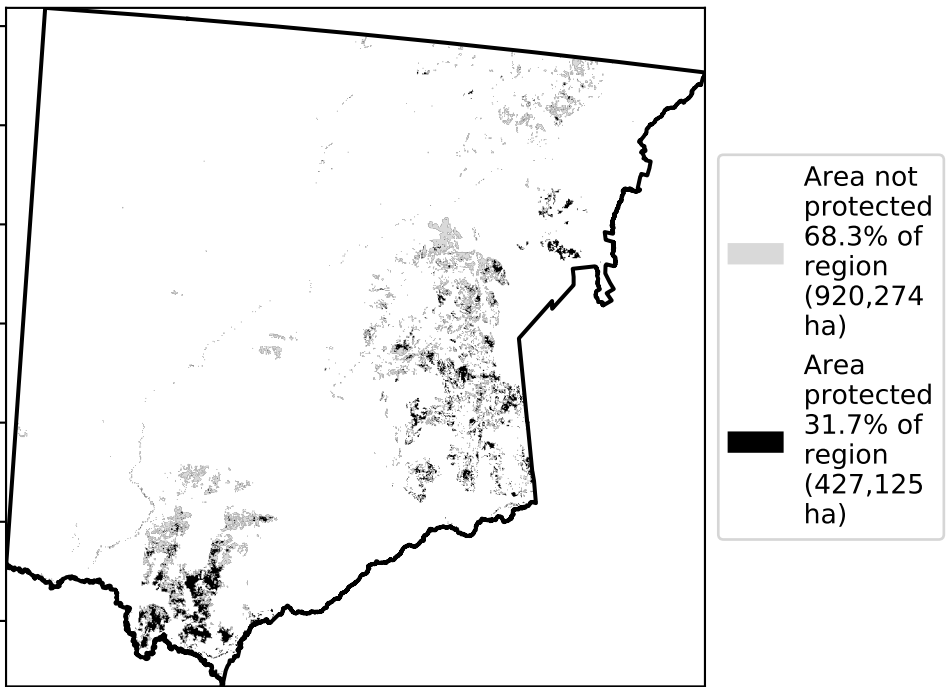 Area not
protected
68.3% of
region
(920,274
ha)
Area
protected
31.7% of
region
(427,125
ha)